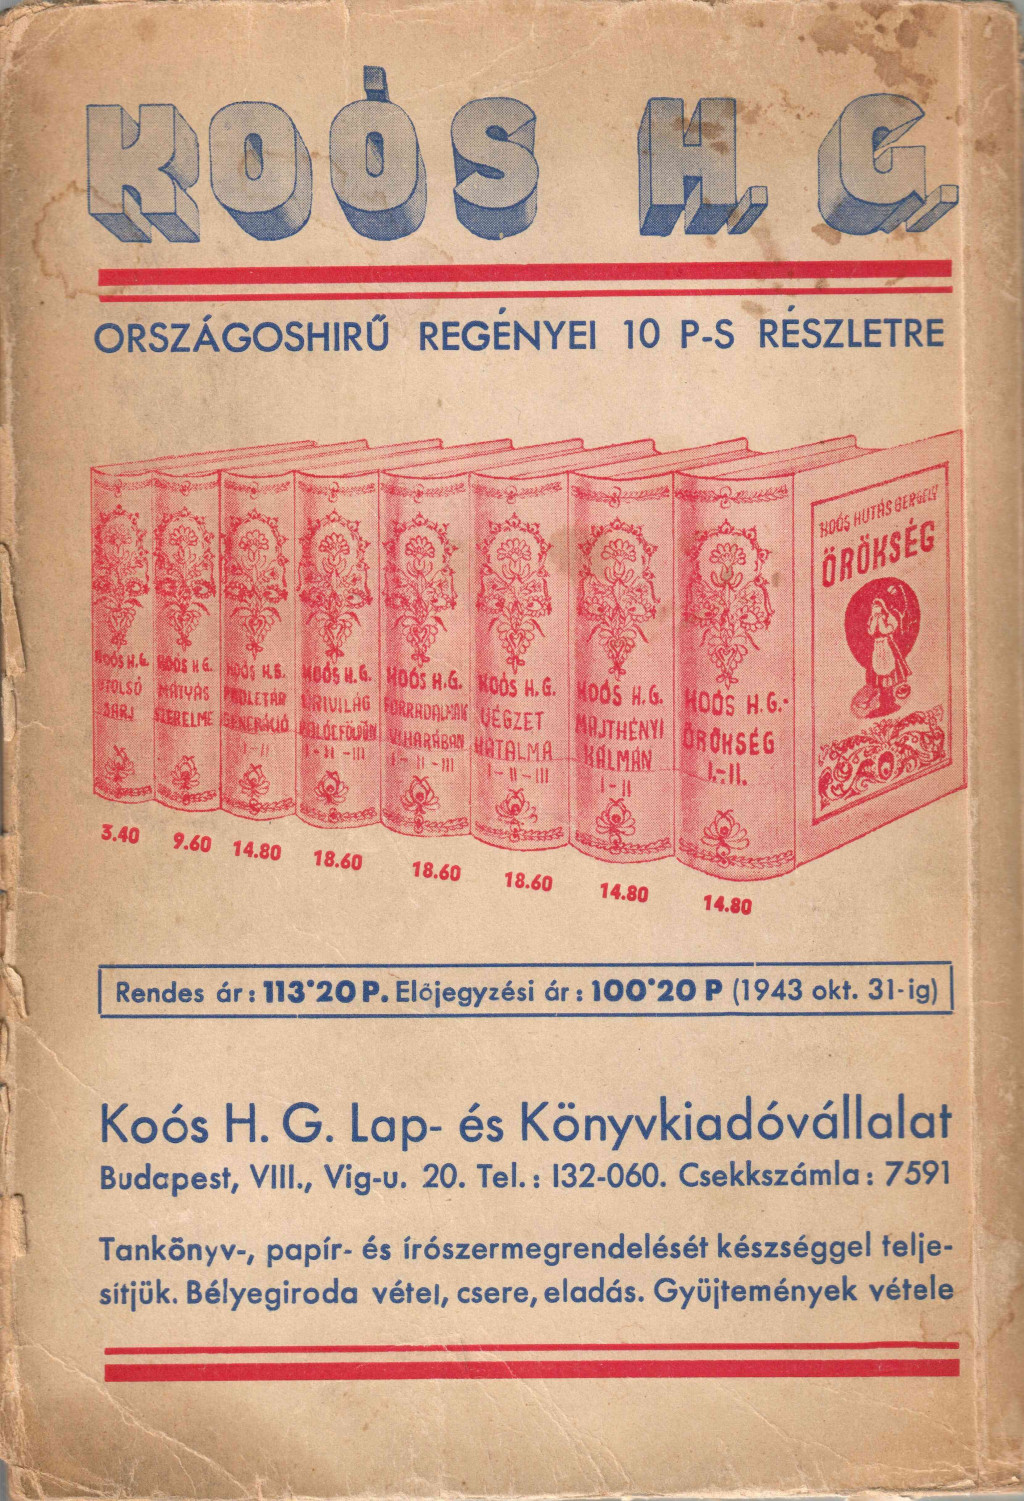 KOÓS H. G.
ORSZÁGOSHIRŰ REGÉNYEI 10 P-S RÉSZLETRE
KOÓS HUTÁS GERGELY
ÖRÖKSÉG
KOÓS H.G.
UTOLSÓ
SARJ
KOÓS H.G.
MÁTYÁS
SZERELME
KOÓS H.G.
PROLETÁR
GENERÁCIÓ
I-II
KOÓS H.G.
ÚRIVILÁG
I-II-III
KOÓS H.G.
FORRADALMAK
VIHARÁBAN
I-II-III
KOÓS H.G.
VÉGZET
HATALMA
I-II-III
KOÓS H.G.
MAJTHÉNYI
KÁLMÁN
I-II
KOÓS H.G.
ÖRÖKSÉG
I.-II.
3.40 9.60 14.80 18.60 18.60 18.60 14.80 14.80
Rendes ár: 113'20 P. Előjegyzési ár: 100'20 P (1943 okt. 31-ig)
Koós H. G. Lap- és Könyvkiadóvállalat
Budapest, VIII., Vig-u. 20. Tel.: 132-060. Csekkszámla: 7591
Tankönyv-, papír- és írószermegrendelését készséggel telje-
sítjük. Bélyegiroda vétel, csere, eladás. Gyüjtemények vétele